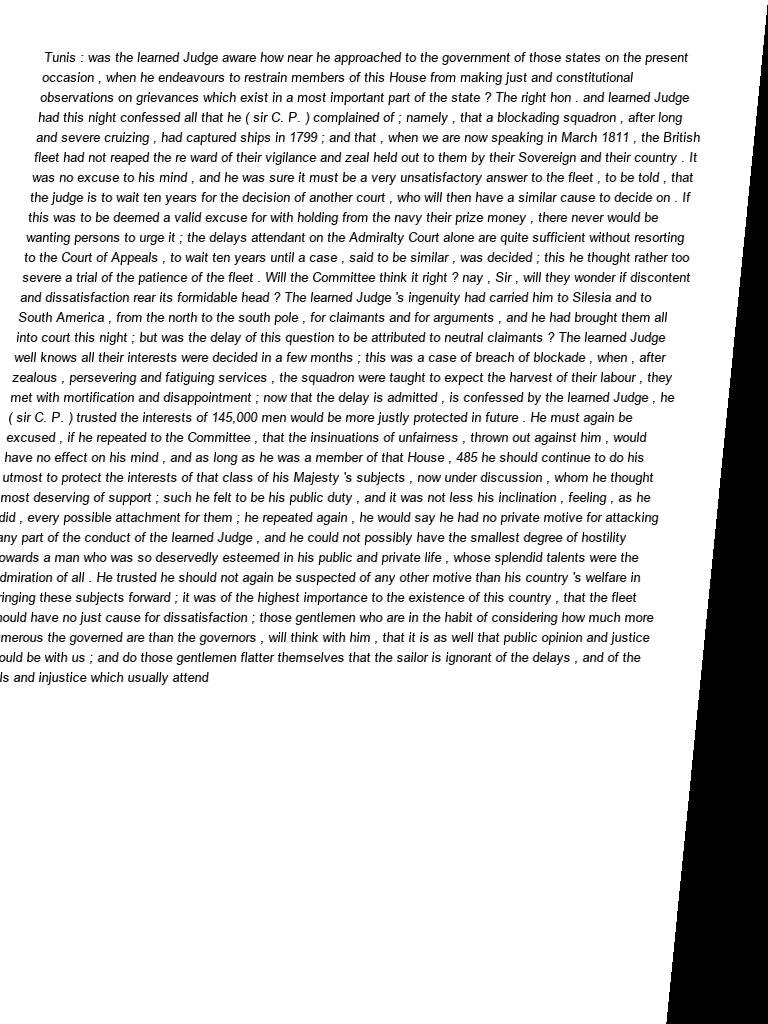 Tunis : was the learned Judge aware how near he approached to the government of those states on the present
occasion , when he endeavours to restrain members of this House from making just and constitutional
observations on grievances which exist in a most important part of the state ? The right hon . and learned Judge
had this night confessed all that he ( sir C. P. ) complained of ; namely , that a blockading squadron , after long
and severe cruizing , had captured ships in 1799 ; and that , when we are now speaking in March 1811 , the British
fleet had not reaped the re ward of their vigilance and zeal held out to them by their Sovereign and their country . It
was no excuse to his mind , and he was sure it must be a very unsatisfactory answer to the fleet , to be told , that
the judge is to wait ten years for the decision of another court , who will then have a similar cause to decide on . If
this was to be deemed a valid excuse for with holding from the navy their prize money , there never would be
wanting persons to urge it ; the delays attendant on the Admiralty Court alone are quite sufficient without resorting
to the Court of Appeals , to wait ten years until a case , said to be similar , was decided ; this he thought rather too
severe a trial of the patience of the fleet . Will the Committee think it right ? nay , Sir , will they wonder if discontent
and dissatisfaction rear its formidable head ? The learned Judge 's ingenuity had carried him to Silesia and to
South America , from the north to the south pole , for claimants and for arguments , and he had brought them all
into court this night ; but was the delay of this question to be attributed to neutral claimants ? The learned Judge
well knows all their interests were decided in a few months ; this was a case of breach of blockade , when , after
zealous , persevering and fatiguing services , the squadron were taught to expect the harvest of their labour , they
met with mortification and disappointment ; now that the delay is admitted , is confessed by the learned Judge , he
( sir C. P. ) trusted the interests of 145,000 men would be more justly protected in future . He must again be
excused , if he repeated to the Committee , that the insinuations of unfairness , thrown out against him , would
have no effect on his mind , and as long as he was a member of that House , 485 he should continue to do his
utmost to protect the interests of that class of his Majesty 's subjects , now under discussion , whom he thought
most deserving of support ; such he felt to be his public duty , and it was not less his inclination , feeling , as he
did , every possible attachment for them ; he repeated again , he would say he had no private motive for attacking
any part of the conduct of the learned Judge , and he could not possibly have the smallest degree of hostility
owards a man who was so deservedly esteemed in his public and private life , whose splendid talents were the
dmiration of all . He trusted he should not again be suspected of any other motive than his country 's welfare in
ringing these subjects forward ; it was of the highest importance to the existence of this country , that the fleet
hould have no just cause for dissatisfaction ; those gentlemen who are in the habit of considering how much more
merous the governed are than the governors , will think with him , that it is as well that public opinion and justice
ould be with us ; and do those gentlemen flatter themselves that the sailor is ignorant of the delays , and of the
ls and injustice which usually attend